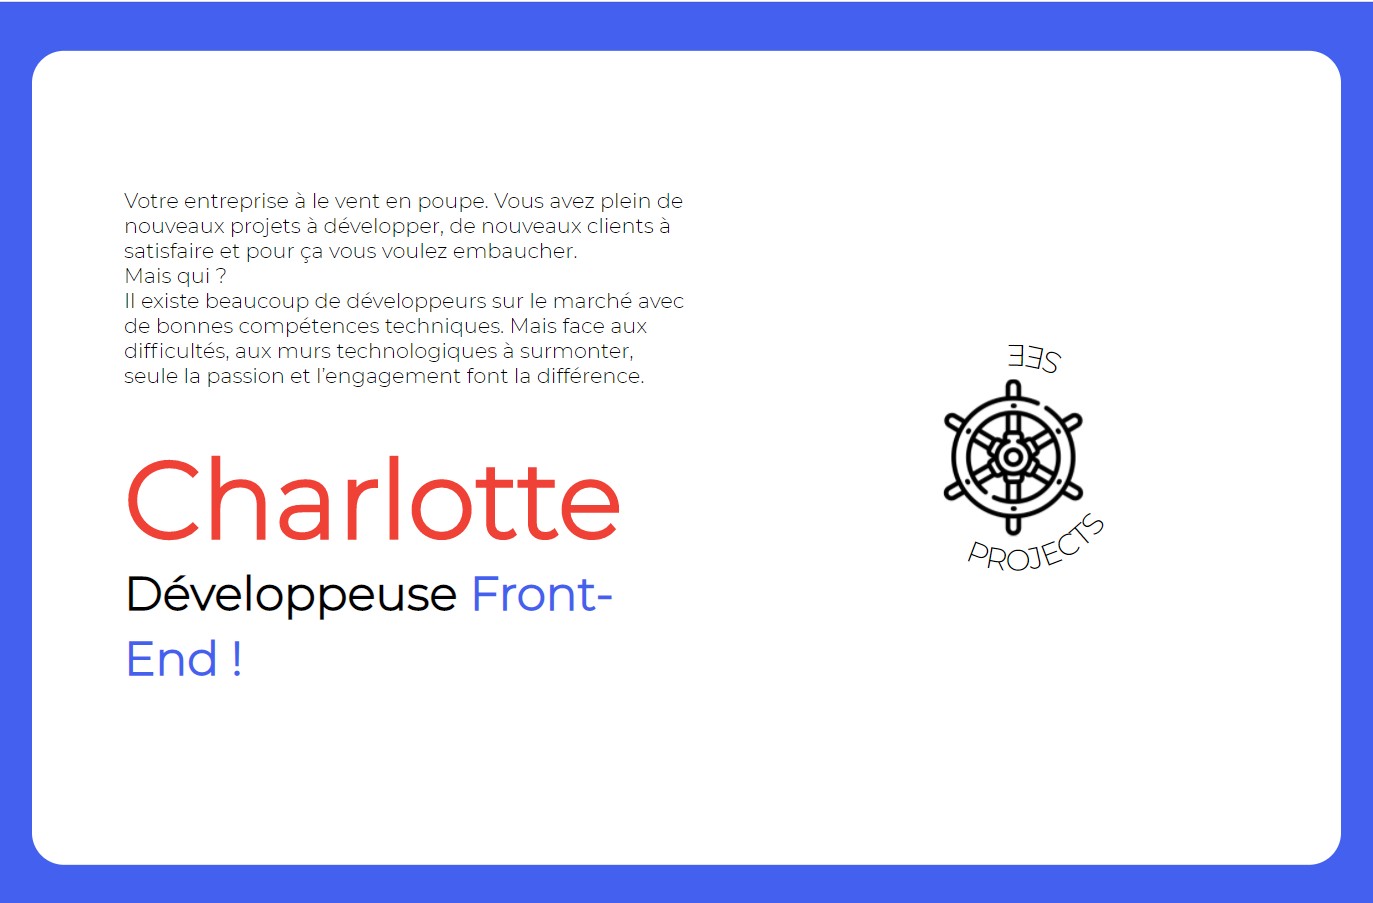 Votre entreprise à le vent en poupe. Vous avez plein de
nouveaux projets à développer, de nouveaux clients à
satisfaire et pour ça vous voulez embaucher.
Mais qui ?
Il existe beaucoup de développeurs sur le marché avec
de bonnes compétences techniques. Mais face aux
difficultés, aux murs technologiques à surmonter,
seule la passion et l'engagement font la différence.
Charlotte
Développeuse Front-
End !
SEE
PROJECTS